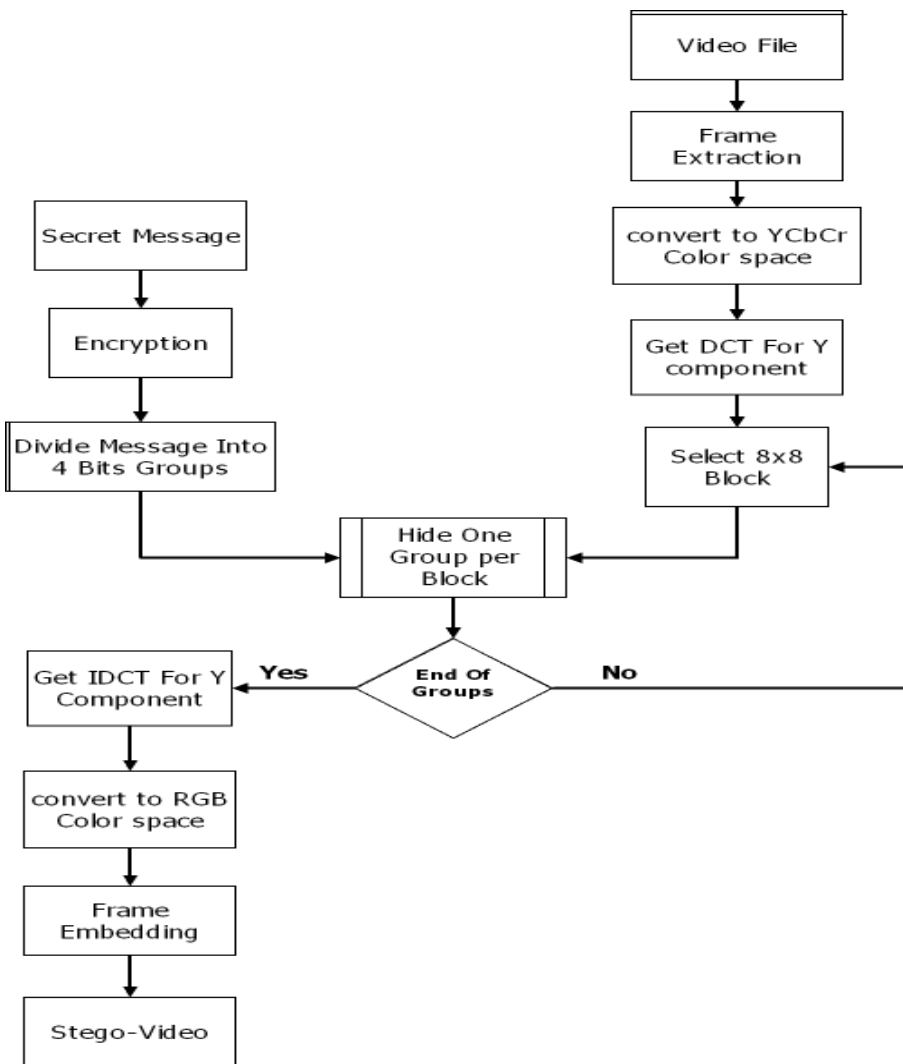 Video File
Frame
Extraction
convert to YCbCr
Color space
Get DCT For Y
component
Select 8x8
Block
Secret Message
Encryption
Divide Message Into
4 Bits Groups
Hide One
Group per
Block
End Of
Groups
Yes
No
Get IDCT For Y
Component
convert to RGB
Color space
Frame
Embedding
Stego-Video